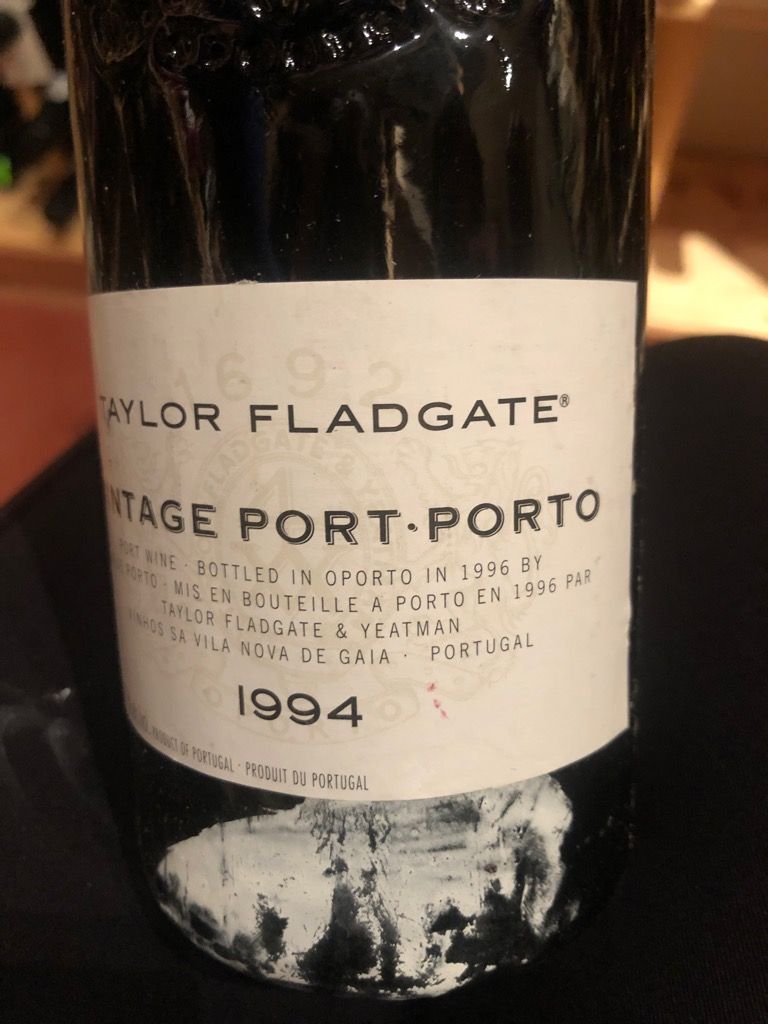 1692
TAYLOR FLADGATE®
NTAGE PORT·PORTO
PORT WINE · BOTTLED IN OPORTO IN 1996 BY
PORTO · MIS EN BOUTEILLE A PORTO EN 1996 PAR
TAYLOR FLADGATE & YEATMAN
VINHOS SA VILA NOVA DE GAIA · PORTUGAL
1994
PRODUCT OF PORTUGAL · PRODUIT DU PORTUGAL